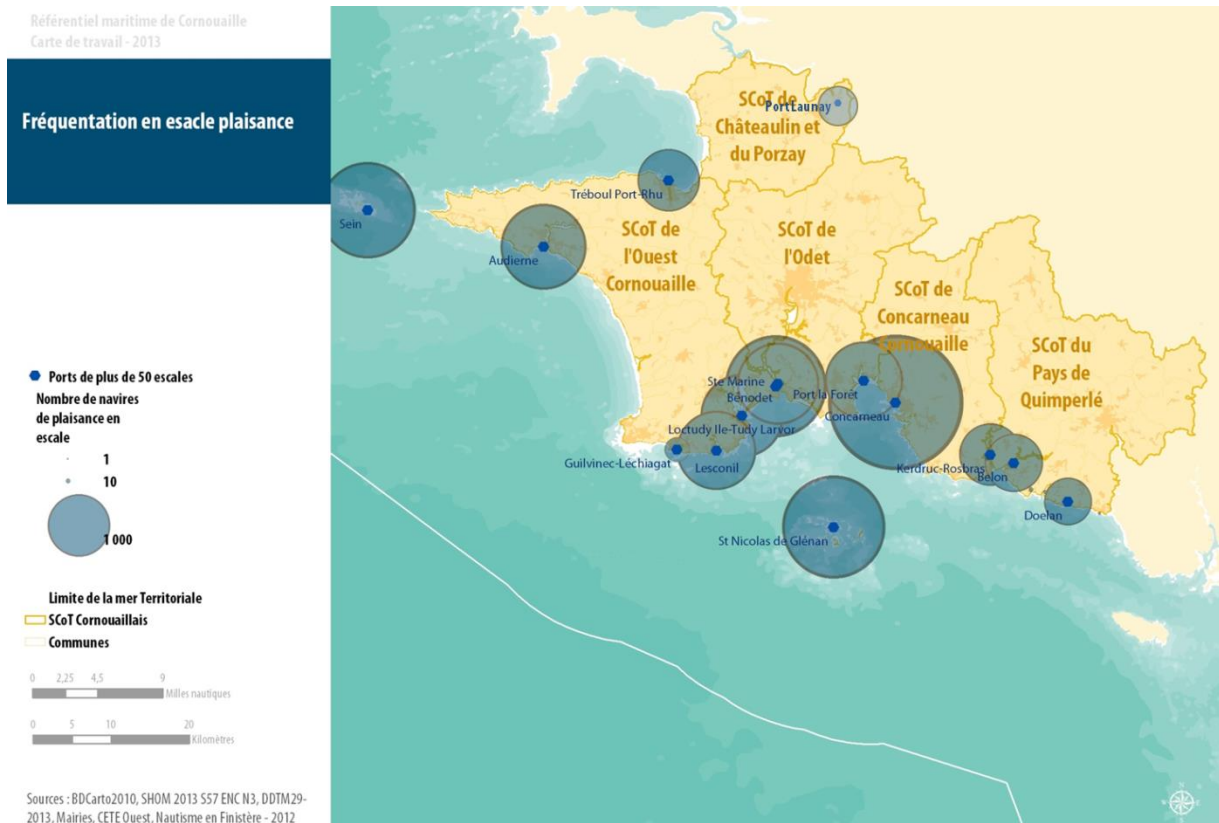 Référentiel maritime de Cornouaille
Carte de travail - 2013
Fréquentation en esacle plaisance
Ports de plus de 50 escales
Nombre de navires
de plaisance en
escale
1
10
1 000
Limite de la mer Territoriale
SCoT Cornouaillais
Communes
0 2,25 4,5 9
Milles nautiques
0 5 10 20
Kilomètres
Sources : BDCarto2010, SHOM 2013 S57 ENC N3, DDTM29-
2013, Mairies, CETE Ouest, Nautisme en Finistère - 2012
SCoT de
Châteaulin et
du Porzay
Port Launay
Tréboul Port-Rhu
Sein
Audierne
SCoT de
l'Ouest
Cornouaille
SCoT de
l'Odet
SCoT de
Concarneau
Cornouaille
SCoT du
Pays de
Quimperlé
Ste Marine
Bénodet
Port la Forêt
Concarneau
Loctudy Ile-Tudy Larvor
Guilvinec-Léchiagat
Lesconil
Kerdruc-Rosbras
Belon
Doelan
St Nicolas de Glénan
N
W E
S